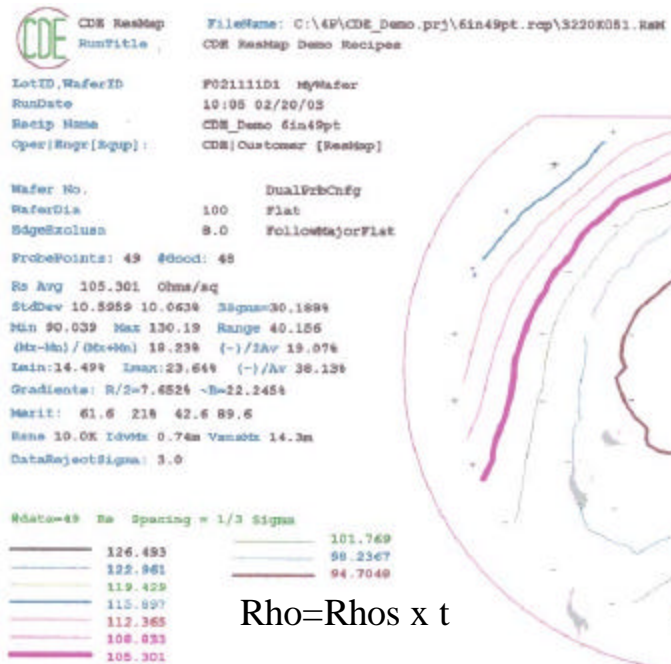 CDE
CDE ResMap FileName: C:\4P\CDE_Demo.prj\6in49pt.rcp\3220K051.RsM
RunTitle CDE ResMap Demo Recipes
LotID,WaferID F021111D1 MyWafer
RunDate 10:05 02/20/03
Recip Name CDE_Demo 6in49pt
Oper|Engr[Equp]: CDE|Customer [ResMap]
Wafer No. DualPrbCnfg
WaferDia 100 Flat
EdgeExclusn 8.0 FollowMajorFlat
ProbePoints: 49 #Good: 48
Rs Avg 105.301 Ohms/sq
StdDev 10.5959 10.063% 3Sgma=30.188%
Min 90.039 Max 130.19 Range 40.156
(Mx-Mn)/(Mx+Mn) 18.23% (-)/2Av 19.07%
Imin:14.49% Imax:23.64% (-)/Av 38.13%
Gradients: R/2=7.652% ~B=22.245%
Merit: 61.6 21% 42.6 89.6
Rsns 10.0K IdvMx 0.74m VsnsMx 14.3m
DataRejectSigma: 3.0
#data=49 Rs Spacing = 1/3 Sigma
126.493 101.769
122.961 98.2367
119.429 94.7048
115.897
112.365
108.833
105.301
Rho=Rhos x t